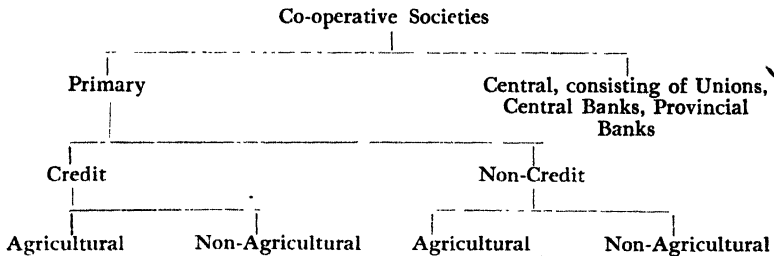 Co-operative Societies
Primary
Central, consisting of Unions,
Central Banks, Provincial
Banks
Credit
Non-Credit
Agricultural
Non-Agricultural
Agricultural
Non-Agricultural